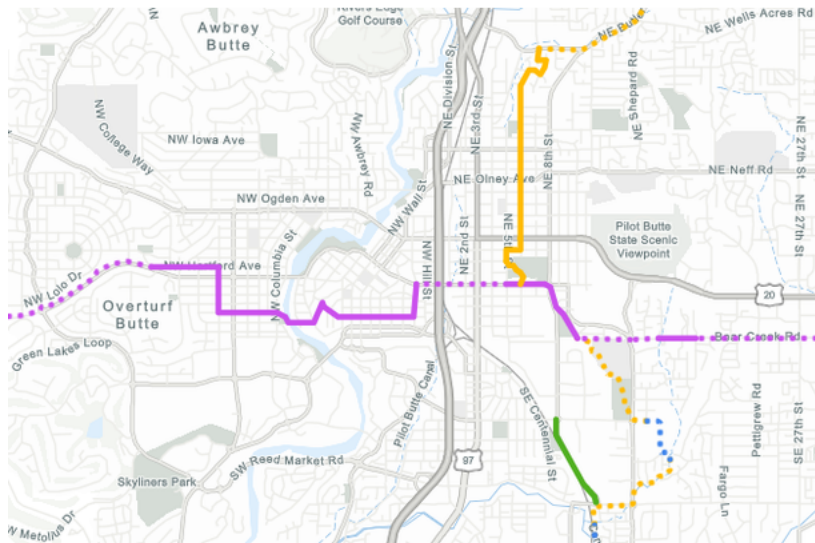 Rivers Edge
Golf Course
Awbrey
Butte
NE Division St
NE Butler
NE Wells Acres Rd
NE Shepard Rd
NW College Way
NW Iowa Ave
NW Awbrey Rd
NE 3rd St
NE 8th St
NE 27th St
NE Olney Ave
NE Neff Rd
NW Ogden Ave
NW Wall St
NE 27th St
Pilot Butte
State Scenic
Viewpoint
NW Columbia St
NW Hill St
NE 2nd St
NE 5th
NW Hartford Ave
NW Lolo Dr
20
Overturf
Butte
Bear Creek Rd
Green Lakes Loop
Pilot Butte Canal
SE Centennial St
Pettigrew Rd
SE 27th St
SW Reed Market Rd
97
Skyliners Park
Fargo Ln
W Metolius Dr